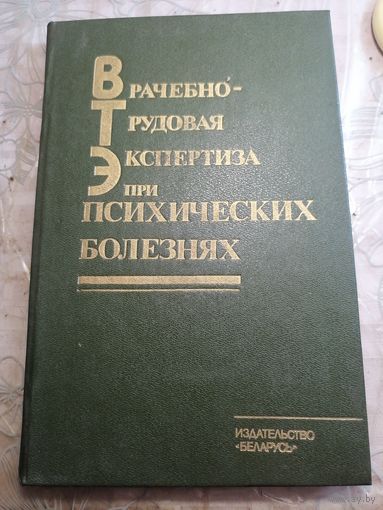 ВРАЧЕБНО-
ТРУДОВАЯ
ЭКСПЕРТИЗА
ПРИ
ПСИХИЧЕСКИХ
БОЛЕЗНЯХ
ИЗДАТЕЛЬСТВО
«БЕЛАРУСЬ»